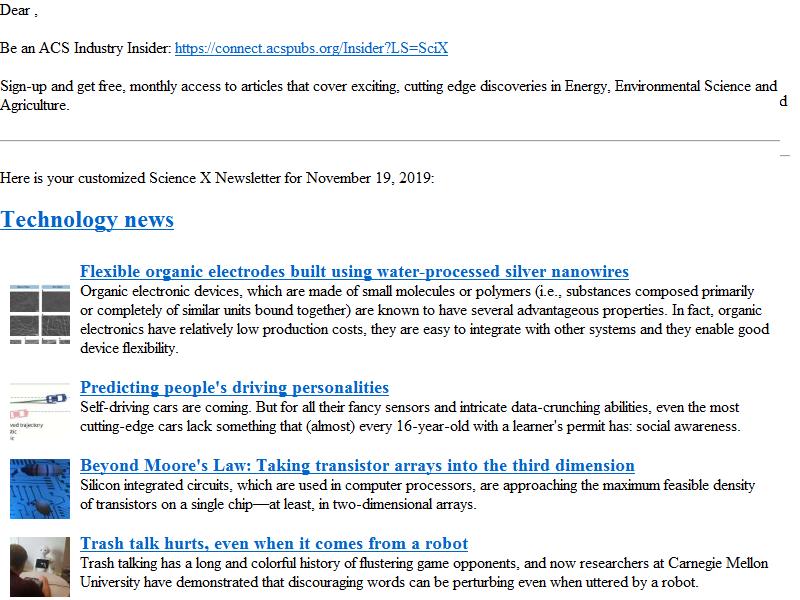 Dear ,
Be an ACS Industry Insider: https://connect.acspubs.org/Insider?LS=SciX
Sign-up and get free, monthly access to articles that cover exciting, cutting edge discoveries in Energy, Environmental Science and
Agriculture.
d
Here is your customized Science X Newsletter for November 19, 2019:
Technology news
Flexible organic electrodes built using water-processed silver nanowires
Organic electronic devices, which are made of small molecules or polymers (i.e., substances composed primarily
or completely of similar units bound together) are known to have several advantageous properties. In fact, organic
electronics have relatively low production costs, they are easy to integrate with other systems and they enable good
device flexibility.
Predicting people's driving personalities
Self-driving cars are coming. But for all their fancy sensors and intricate data-crunching abilities, even the most
cutting-edge cars lack something that (almost) every 16-year-old with a learner's permit has: social awareness.
ved trajectory
Beyond Moore's Law: Taking transistor arrays into the third dimension
Silicon integrated circuits, which are used in computer processors, are approaching the maximum feasible density
of transistors on a single chip—at least, in two-dimensional arrays.
Trash talk hurts, even when it comes from a robot
Trash talking has a long and colorful history of flustering game opponents, and now researchers at Carnegie Mellon
University have demonstrated that discouraging words can be perturbing even when uttered by a robot.